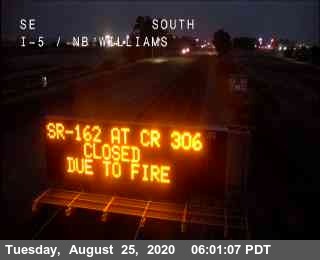 SE SOUTH
I-5 / NB WILLIAMS
SR-162 AT CR 306
CLOSED
DUE TO FIRE
Tuesday, August 25, 2020 06:01:07 PDT